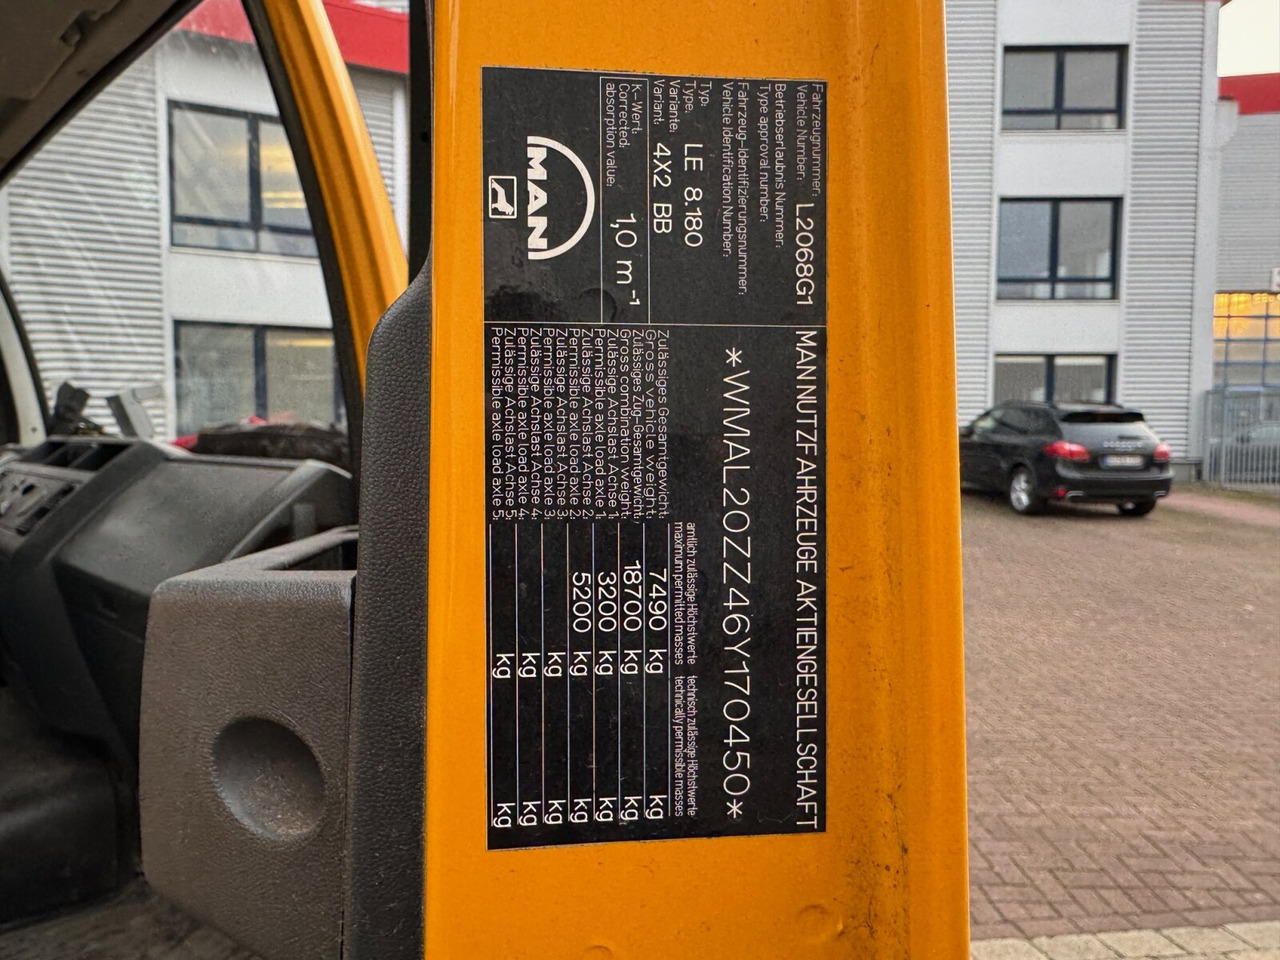 Fahrzeugnummer:
Vehicle Number: L2068G1
MAN NUTZFAHRZEUGE AKTIENGESELLSCHAFT
Betriebserlaubnis Nummer:
Type approval number:
Fahrzeug-Identifizierungsnummer:
Vehicle Identification Number:
*WMAL20ZZ46Y170450*
Typ:
Type: LE 8.180
Variante:
Variant: 4X2 BB
K-Wert:
Corrected
absorption value: 1,0 m⁻¹
MAN
amtlich zulässige Höchstwerte technisch zulässige Höchstwerte
maximum permitted masses technically permissible masses
Zulässiges Gesamtgewicht:
Gross vehicle weight: 7490 kg kg
Zulässiges Zug-Gesamtgewicht:
Gross combination weight: 18700 kg kg
Zulässige Achslast Achse 1:
Permissible axle load axle 1: 3200 kg kg
Zulässige Achslast Achse 2:
Permissible axle load axle 2: 5200 kg kg
Zulässige Achslast Achse 3:
Permissible axle load axle 3: kg kg
Zulässige Achslast Achse 4:
Permissible axle load axle 4: kg kg
Zulässige Achslast Achse 5:
Permissible axle load axle 5: kg kg